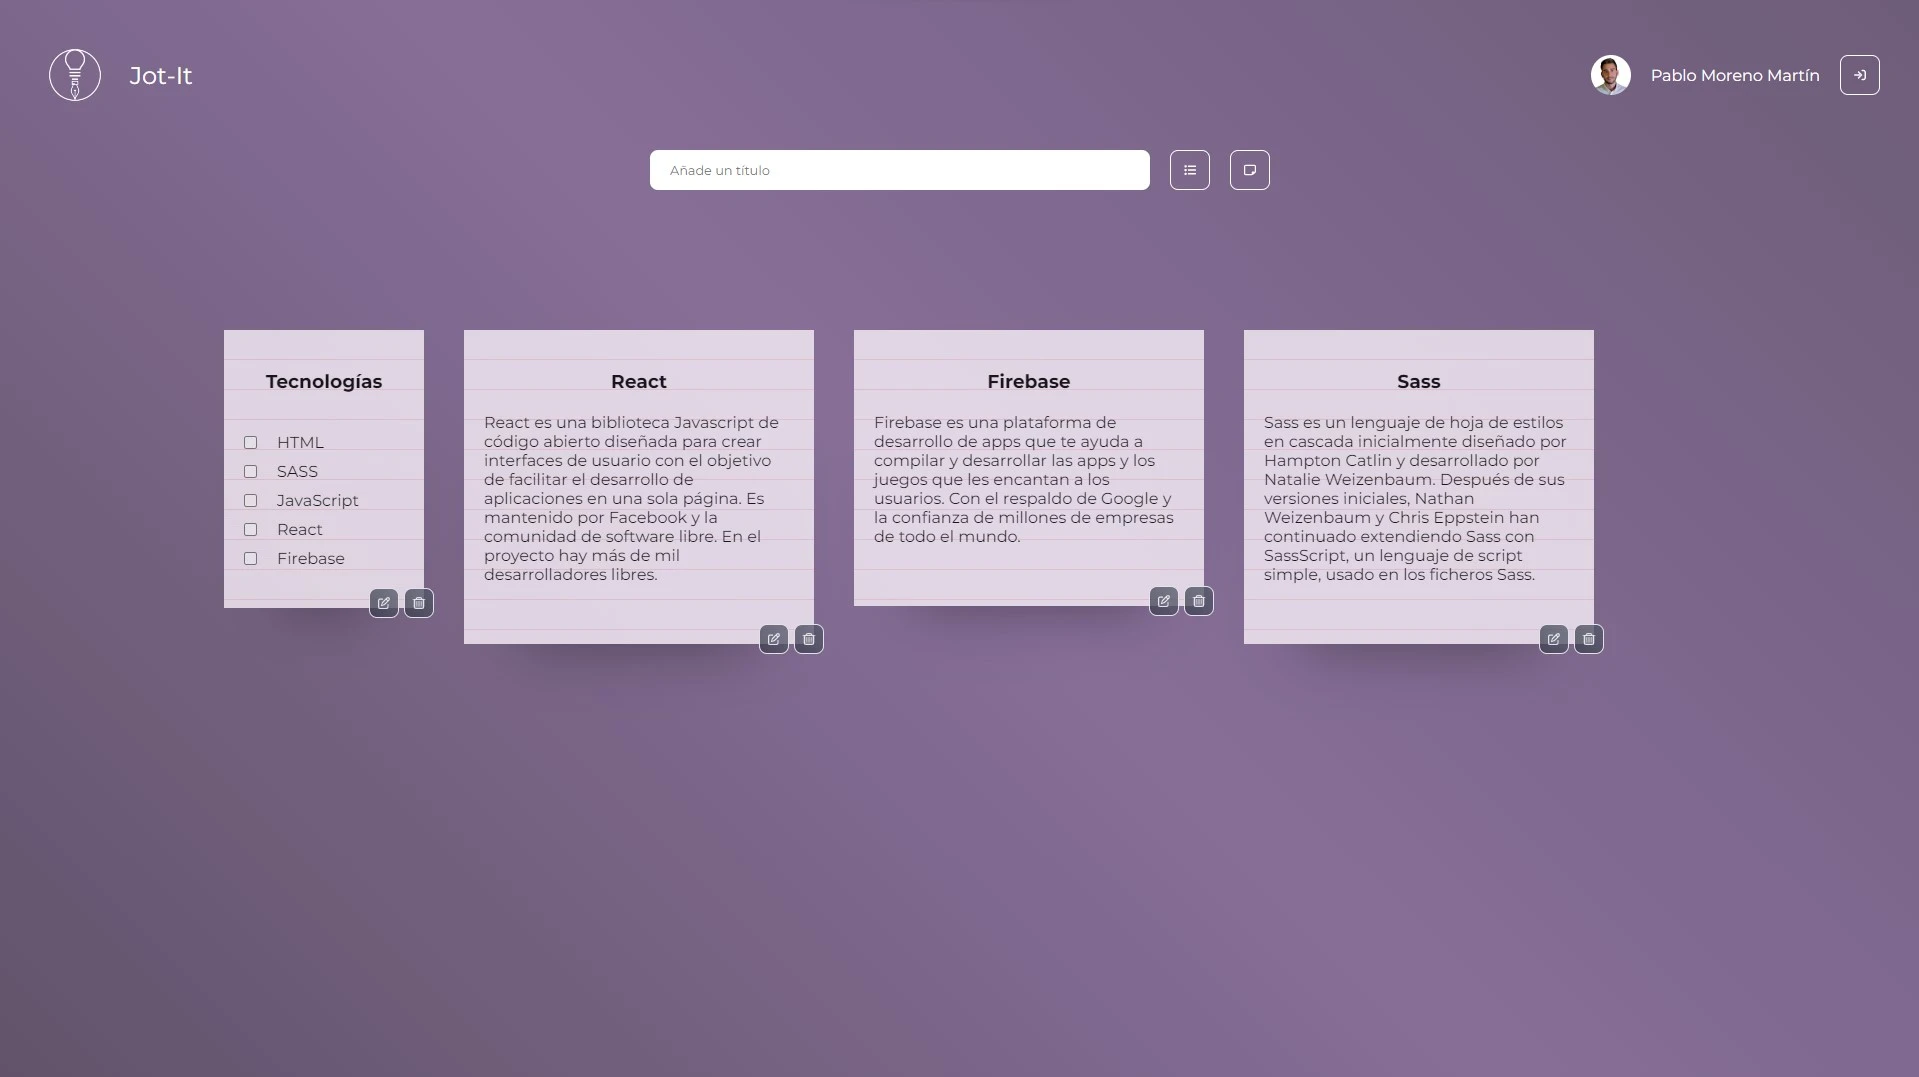 Jot-It
Pablo Moreno Martín
Añade un título
Tecnologías
HTML
SASS
JavaScript
React
Firebase
React
React es una biblioteca Javascript de
código abierto diseñada para crear
interfaces de usuario con el objetivo
de facilitar el desarrollo de
aplicaciones en una sola página. Es
mantenido por Facebook y la
comunidad de software libre. En el
proyecto hay más de mil
desarrolladores libres.
Firebase
Firebase es una plataforma de
desarrollo de apps que te ayuda a
compilar y desarrollar las apps y los
juegos que les encantan a los
usuarios. Con el respaldo de Google y
la confianza de millones de empresas
de todo el mundo.
Sass
Sass es un lenguaje de hoja de estilos
en cascada inicialmente diseñado por
Hampton Catlin y desarrollado por
Natalie Weizenbaum. Después de sus
versiones iniciales, Nathan
Weizenbaum y Chris Eppstein han
continuado extendiendo Sass con
SassScript, un lenguaje de script
simple, usado en los ficheros Sass.